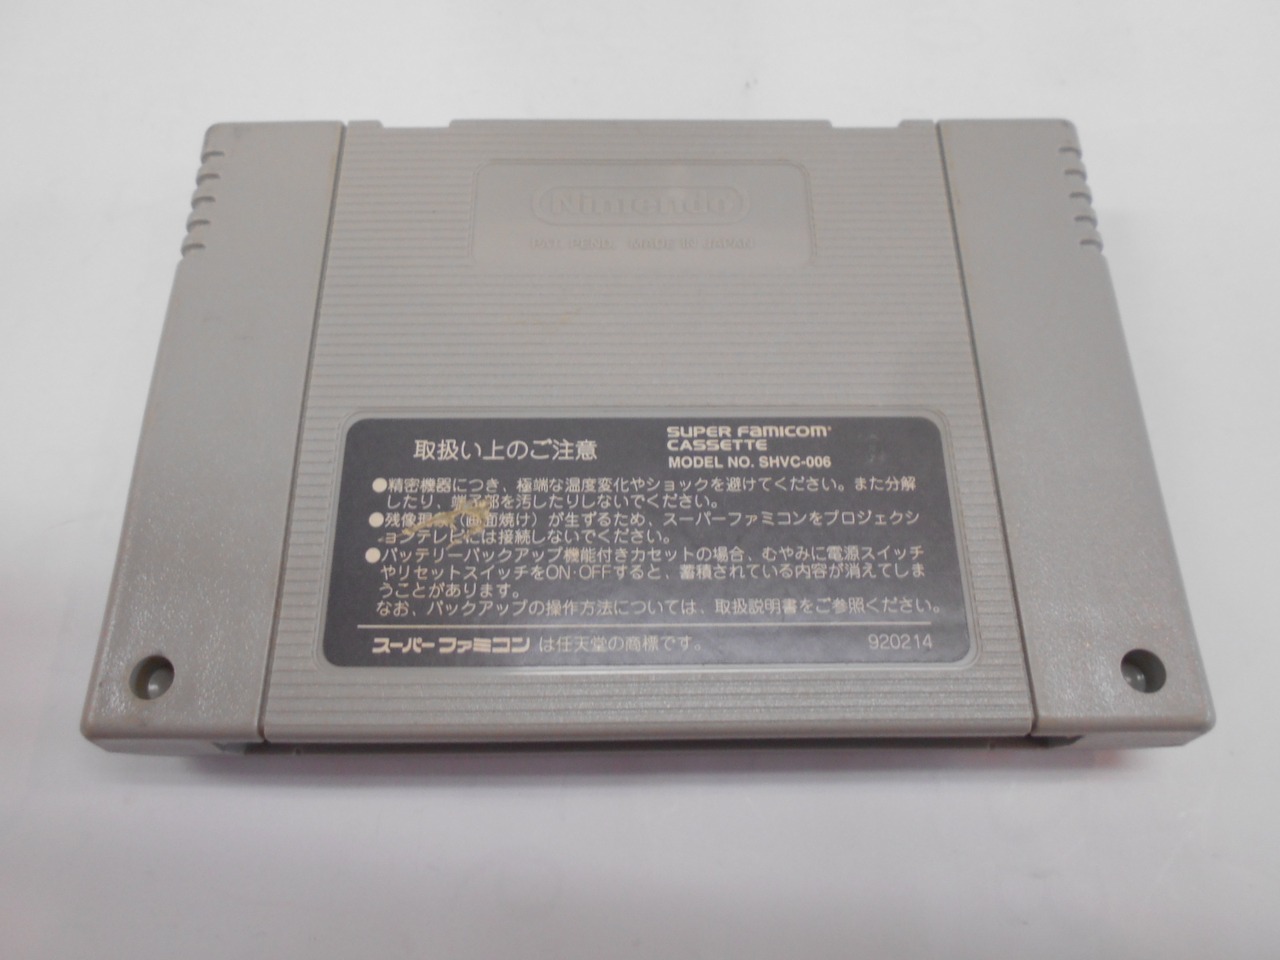 Nintendo
PAT. PEND. MADE IN JAPAN
取扱い上のご注意
SUPER FAMICOM
CASSETTE
MODEL NO. SHVC-006
●精密機器につき、極端な温度変化やショックを避けてください。また分解
したり、端子部を汚したりしないでください。
●残像現象(画面焼け)が生ずるため、スーパーファミコンをプロジェクシ
ョンテレビには接続しないでください。
●バッテリーバックアップ機能付きカセットの場合、むやみに電源スイッチ
やリセットスイッチをON·OFFすると、蓄積されている内容が消えてしま
うことがあります。
なお、バックアップの操作方法については、取扱説明書をご参照ください。
スーパーファミコン は任天堂の商標です。
920214